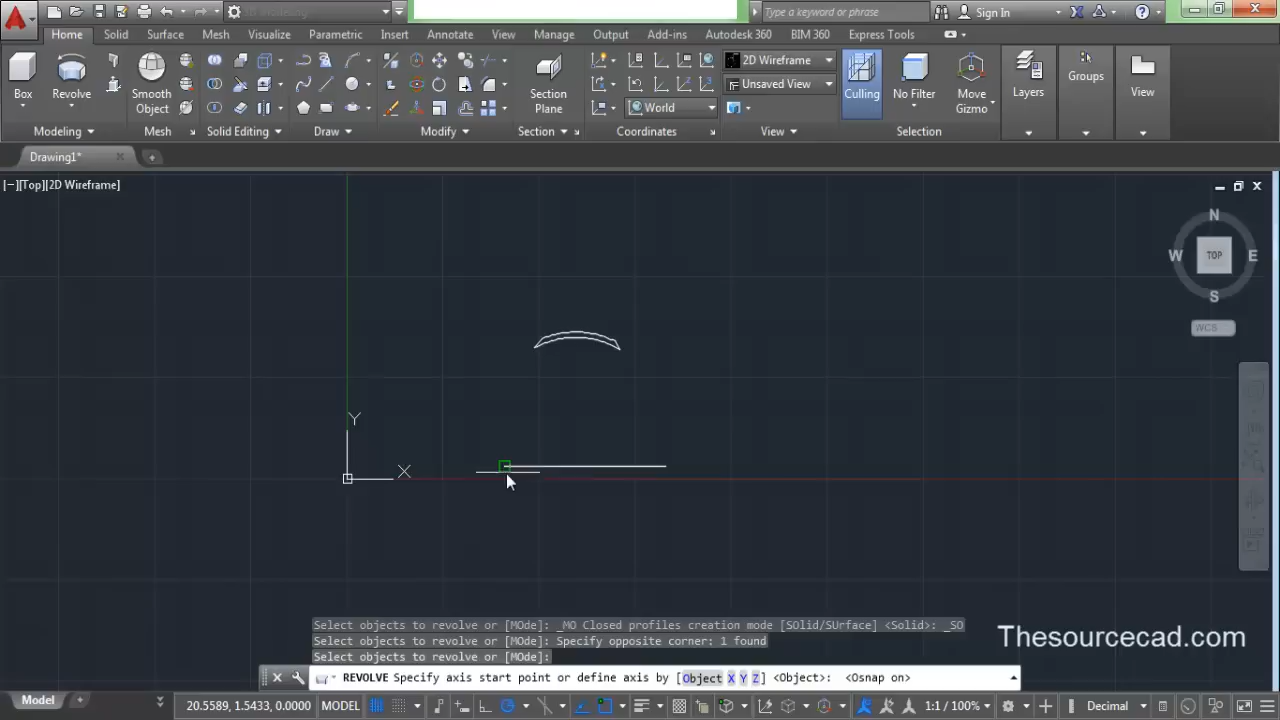 3D Modeling
Type a keyword or phrase
Sign In
Home Solid Surface Mesh Visualize Parametric Insert Annotate View Manage Output Add-ins Autodesk 360 BIM 360 Express Tools
Box
Revolve
Smooth
Object
Section
Plane
World
2D Wireframe
Unsaved View
Culling
No Filter
Move
Gizmo
Layers
Groups
View
Modeling Mesh Solid Editing Draw Modify Section Coordinates View Selection
Drawing1*
[−][Top][2D Wireframe]
N
W TOP E
S
WCS
Y
X
Select objects to revolve or [MOde]: _MO Closed profiles creation mode [SOlid/SUrface] <Solid>: _SO
Select objects to revolve or [MOde]: Specify opposite corner: 1 found
Select objects to revolve or [MOde]:
Thesourcecad.com
REVOLVE Specify axis start point or define axis by [Object X Y Z] <Object>: <Osnap on>
Model
20.5589, 1.5433, 0.0000 MODEL 1:1 / 100% Decimal